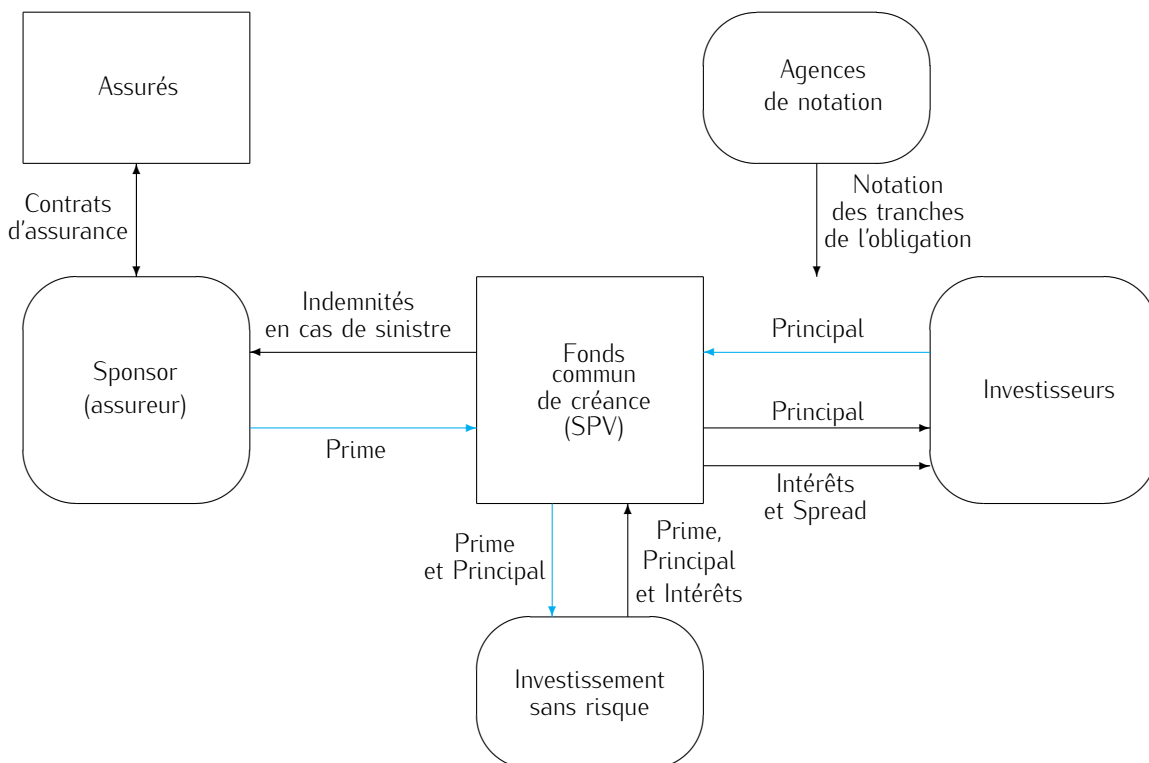 Assurés
Agences
de notation
Contrats
d'assurance
Notation
des tranches
de l'obligation
Sponsor
(assureur)
Indemnités
en cas de sinistre
Prime
Fonds
commun
de créance
(SPV)
Principal
Principal
Intérêts
et Spread
Investisseurs
Prime
et Principal
Prime,
Principal
et Intérêts
Investissement
sans risque